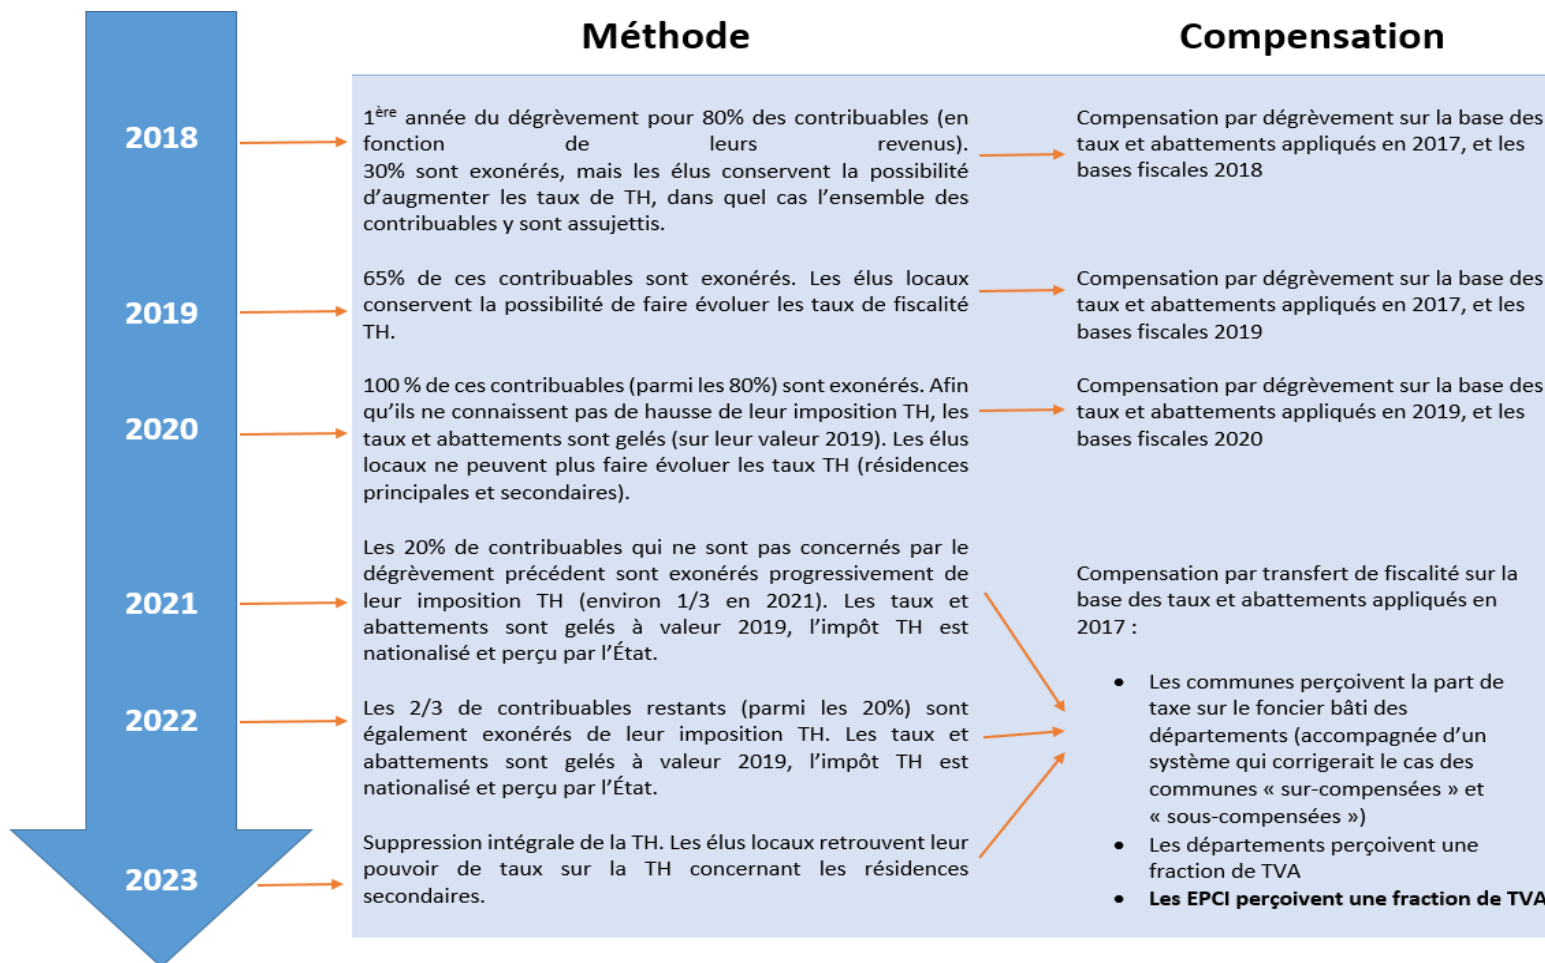 Méthode
Compensation
2018
1ère année du dégrèvement pour 80% des contribuables (en
fonction de leurs revenus).
30% sont exonérés, mais les élus conservent la possibilité
d’augmenter les taux de TH, dans quel cas l’ensemble des
contribuables y sont assujettis.
Compensation par dégrèvement sur la base des
taux et abattements appliqués en 2017, et les
bases fiscales 2018
2019
65% de ces contribuables sont exonérés. Les élus locaux
conservent la possibilité de faire évoluer les taux de fiscalité
TH.
Compensation par dégrèvement sur la base des
taux et abattements appliqués en 2017, et les
bases fiscales 2019
2020
100 % de ces contribuables (parmi les 80%) sont exonérés. Afin
qu’ils ne connaissent pas de hausse de leur imposition TH, les
taux et abattements sont gelés (sur leur valeur 2019). Les élus
locaux ne peuvent plus faire évoluer les taux TH (résidences
principales et secondaires).
Compensation par dégrèvement sur la base des
taux et abattements appliqués en 2019, et les
bases fiscales 2020
2021
Les 20% de contribuables qui ne sont pas concernés par le
dégrèvement précédent sont exonérés progressivement de
leur imposition TH (environ 1/3 en 2021). Les taux et
abattements sont gelés à valeur 2019, l’impôt TH est
nationalisé et perçu par l’État.
2022
Les 2/3 de contribuables restants (parmi les 20%) sont
également exonérés de leur imposition TH. Les taux et
abattements sont gelés à valeur 2019, l’impôt TH est
nationalisé et perçu par l’État.
2023
Suppression intégrale de la TH. Les élus locaux retrouvent leur
pouvoir de taux sur la TH concernant les résidences
secondaires.
Compensation par transfert de fiscalité sur la
base des taux et abattements appliqués en
2017 :
• Les communes perçoivent la part de
taxe sur le foncier bâti des
départements (accompagnée d’un
système qui corrigerait le cas des
communes « sur-compensées » et
« sous-compensées »)
• Les départements perçoivent une
fraction de TVA
• Les EPCI perçoivent une fraction de TVA